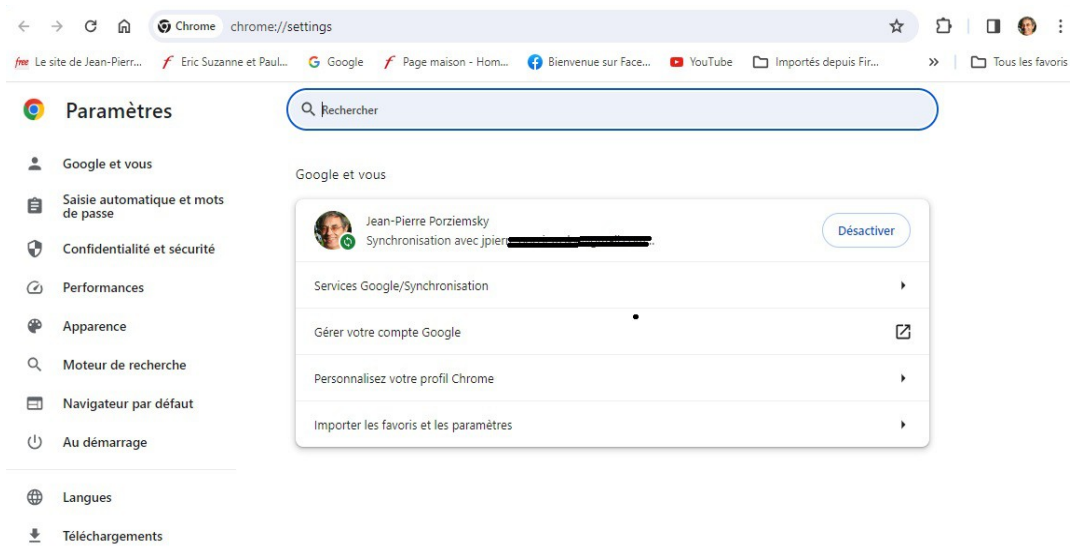 Chrome chrome://settings
free Le site de Jean-Pierr... Eric Suzanne et Paul... Google Page maison - Hom... Bienvenue sur Face... YouTube Importés depuis Fir... » Tous les favoris
Paramètres
Rechercher
Google et vous
Saisie automatique et mots
de passe
Confidentialité et sécurité
Performances
Apparence
Moteur de recherche
Navigateur par défaut
Au démarrage
Langues
Téléchargements
Google et vous
Jean-Pierre Porziemsky
Synchronisation avec jpier
Désactiver
Services Google/Synchronisation
Gérer votre compte Google
Personnalisez votre profil Chrome
Importer les favoris et les paramètres